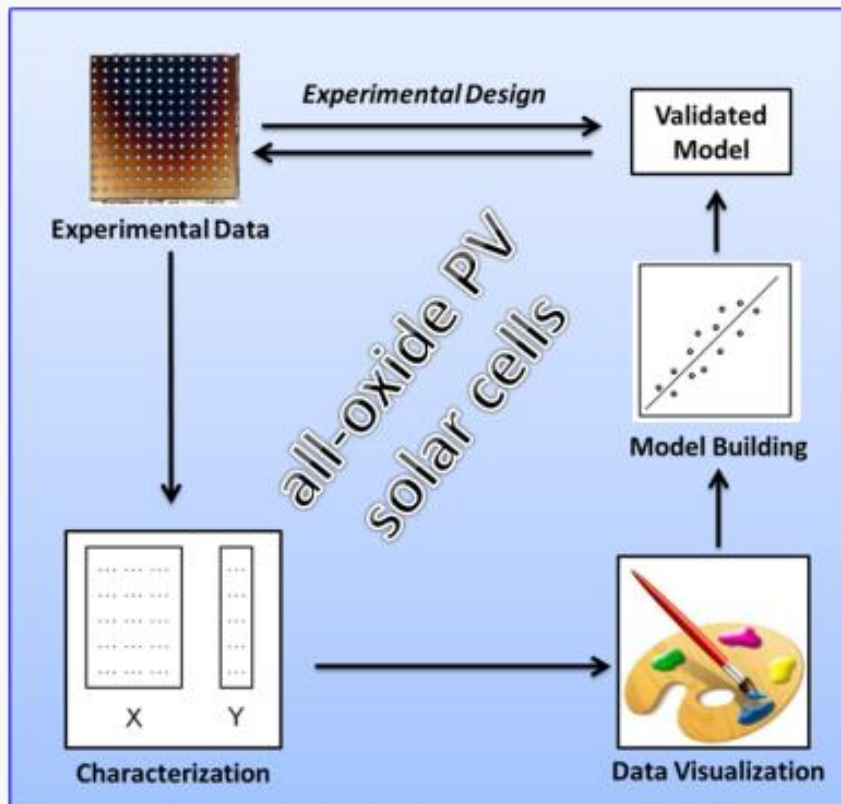 Experimental Design
Validated
Model
Experimental Data
all-oxide PV
solar cells
Model Building
... ... ... ...
... ... ... ...
... ... ... ...
... ... ... ...
... ... ... ...
X Y
Characterization
Data Visualization